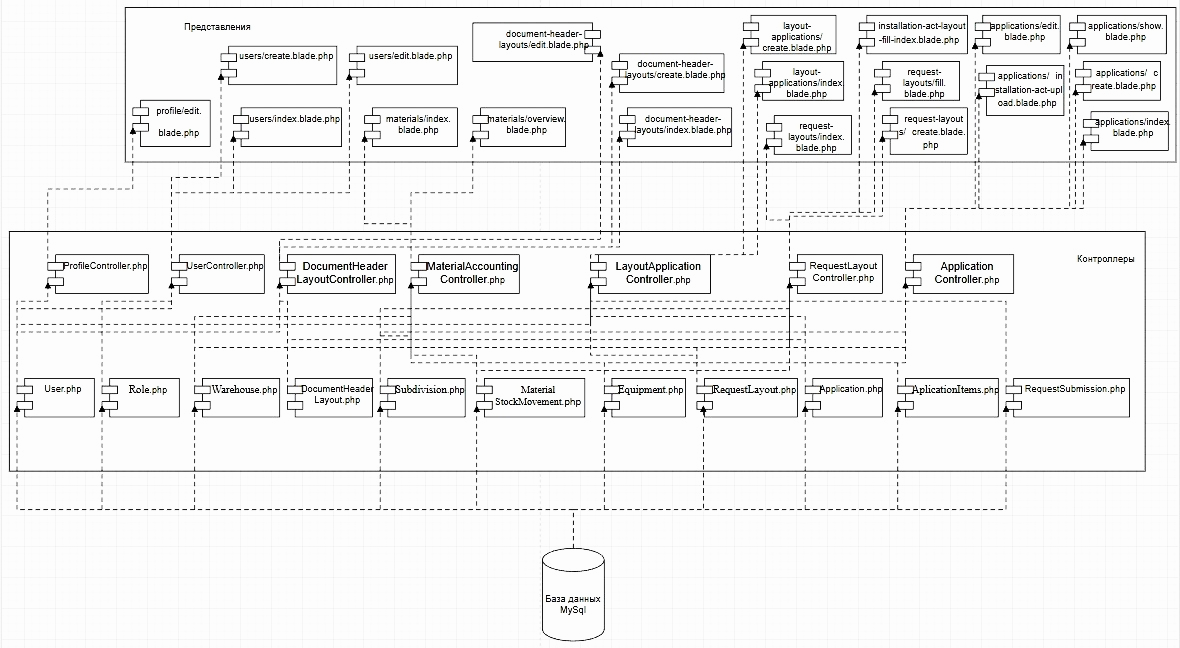 Представления
document-header-
layouts/edit.blade.php
layout-
applications/
create.blade.php
installation-act-layout
-fill-index.blade.php
applications/edit.
blade.php
applications/show.
blade.php
users/create.blade.php
users/edit.blade.php
document-header-
layouts/create.blade.php
layout-
applications/index.
blade.php
request-
layouts/fill.
blade.php
applications/ in
stallation-act-upl
oad.blade.php
applications/ c
reate.blade.php
profile/edit.
blade.php
users/index.blade.php
materials/index.
blade.php
materials/overview.
blade.php
document-header-
layouts/index.blade.php
request-
layouts/index.
blade.php
request-layout
s/ create.blade.
php
applications/index.
blade.php
Контроллеры
ProfileController.php
UserController.php
DocumentHeader
LayoutController.php
MaterialAccounting
Controller.php
LayoutApplication
Controller.php
RequestLayout
Controller.php
Application
Controller.php
User.php
Role.php
Warehouse.php
DocumentHeader
Layout.php
Subdivision.php
Material
StockMovement.php
Equipment.php
RequestLayout.php
Application.php
AplicationItems.php
RequestSubmission.php
База данных
MySql